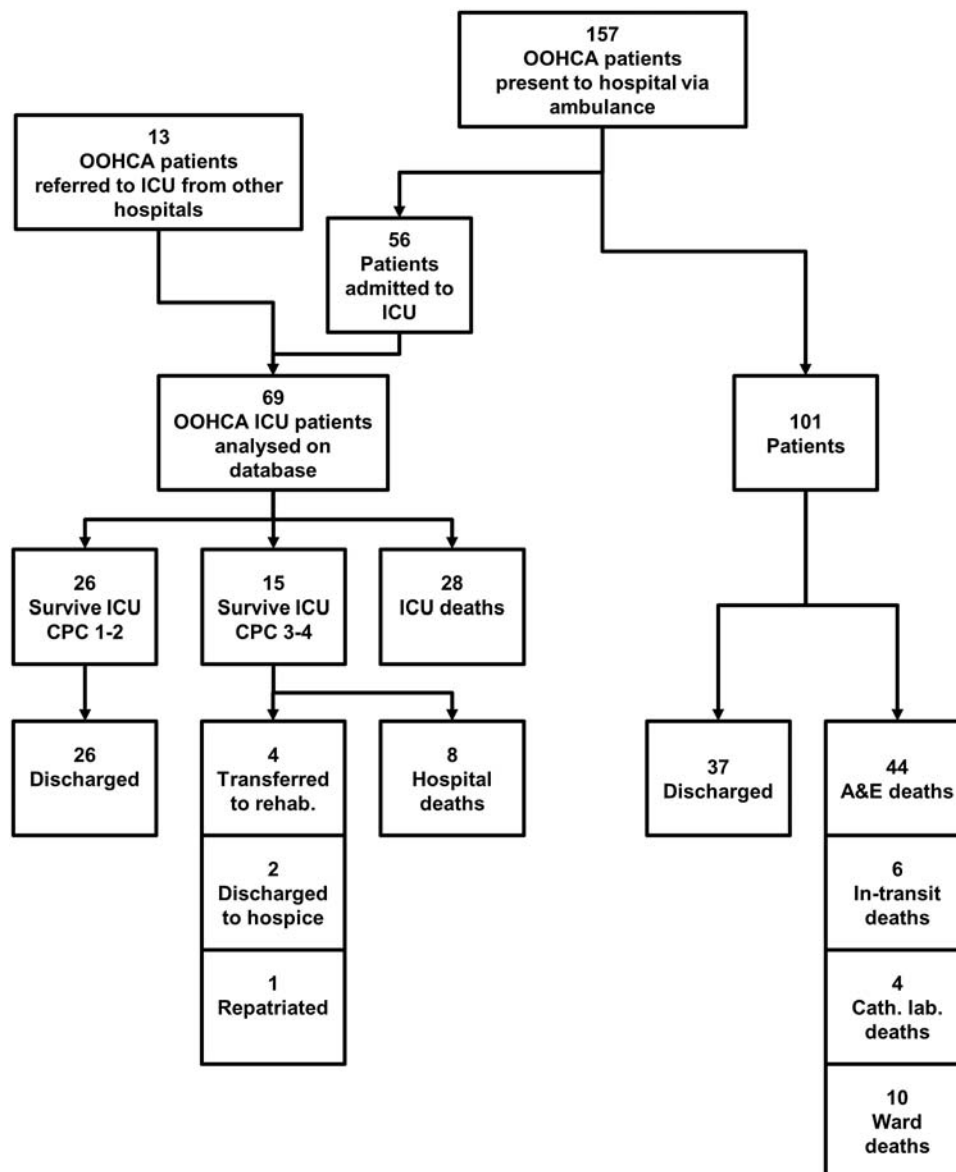 157
OOHCA patients
present to hospital via
ambulance
13
OOHCA patients
referred to ICU from other
hospitals
56
Patients
admitted to
ICU
69
OOHCA ICU patients
analysed on
database
101
Patients
26
Survive ICU
CPC 1-2
15
Survive ICU
CPC 3-4
28
ICU deaths
26
Discharged
4
Transferred
to rehab.
8
Hospital
deaths
37
Discharged
44
A&E deaths
2
Discharged
to hospice
6
In-transit
deaths
1
Repatriated
4
Cath. lab.
deaths
10
Ward
deaths